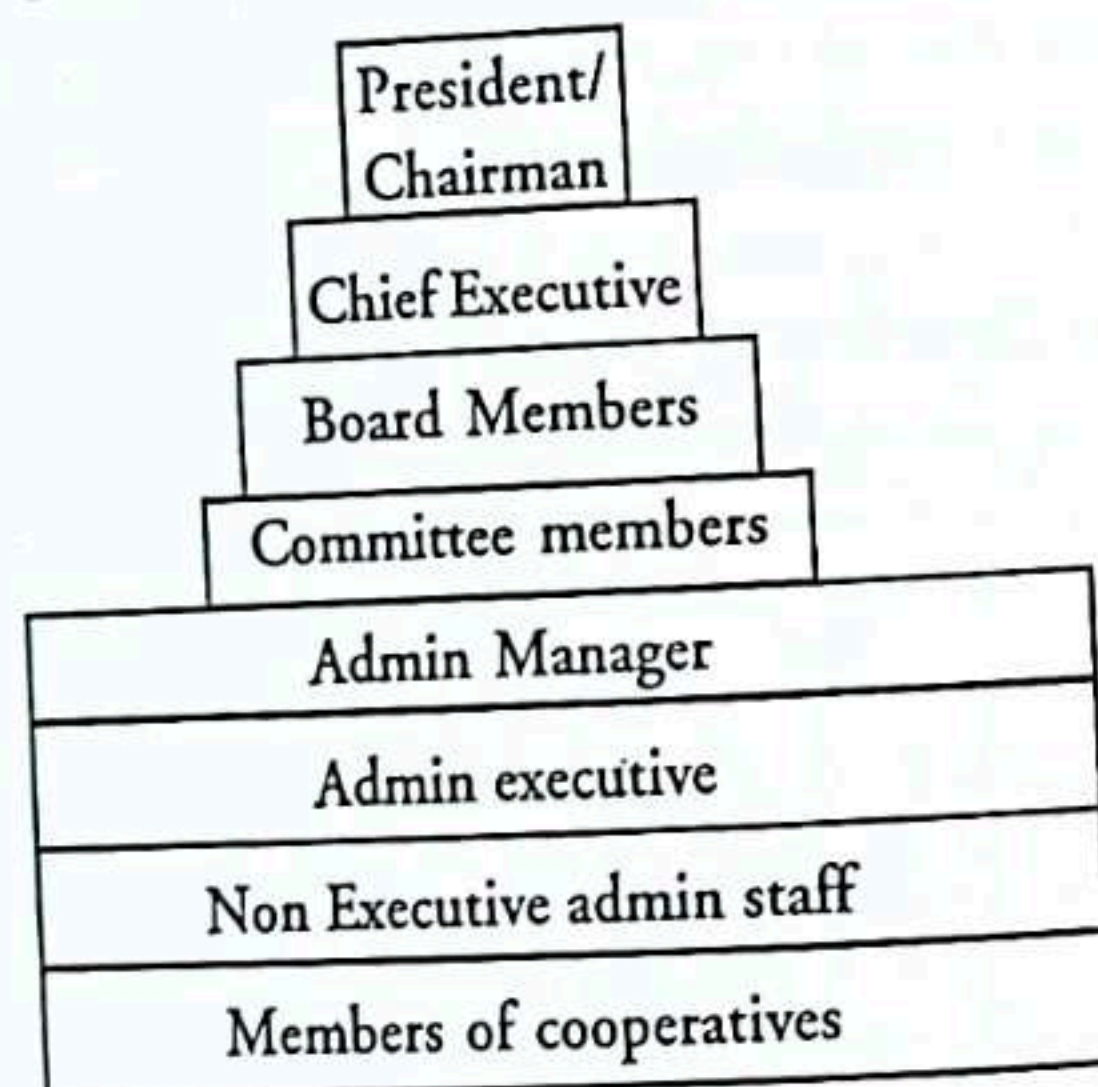 President/
Chairman
Chief Executive
Board Members
Committee members
Admin Manager
Admin executive
Non Executive admin staff
Members of cooperatives